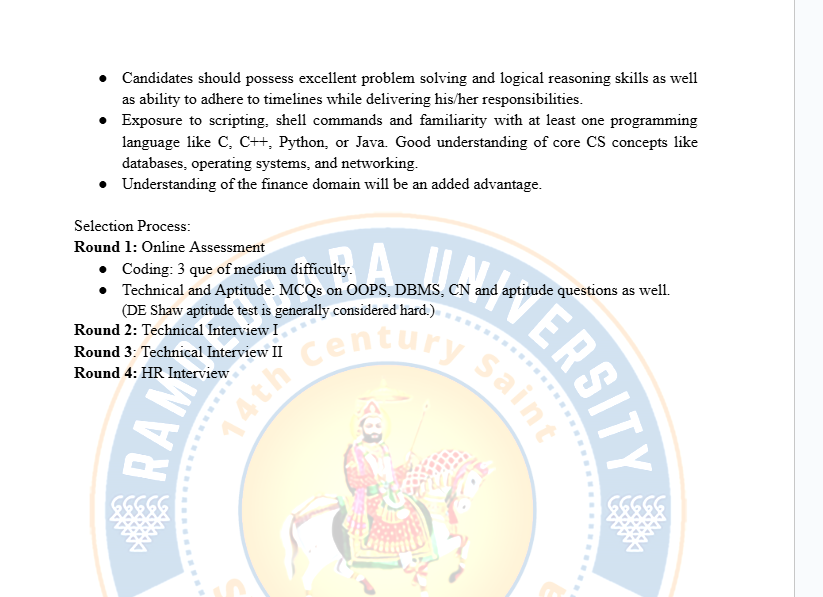 ● Candidates should possess excellent problem solving and logical reasoning skills as well
as ability to adhere to timelines while delivering his/her responsibilities.
● Exposure to scripting, shell commands and familiarity with at least one programming
language like C, C++, Python, or Java. Good understanding of core CS concepts like
databases, operating systems, and networking.
● Understanding of the finance domain will be an added advantage.
Selection Process:
Round 1: Online Assessment
● Coding: 3 que of medium difficulty.
● Technical and Aptitude: MCQs on OOPS, DBMS, CN and aptitude questions as well.
(DE Shaw aptitude test is generally considered hard.)
Round 2: Technical Interview I
Round 3: Technical Interview II
Round 4: HR Interview
RAMDEOBABA UNIVERSITY
14th Century Saint